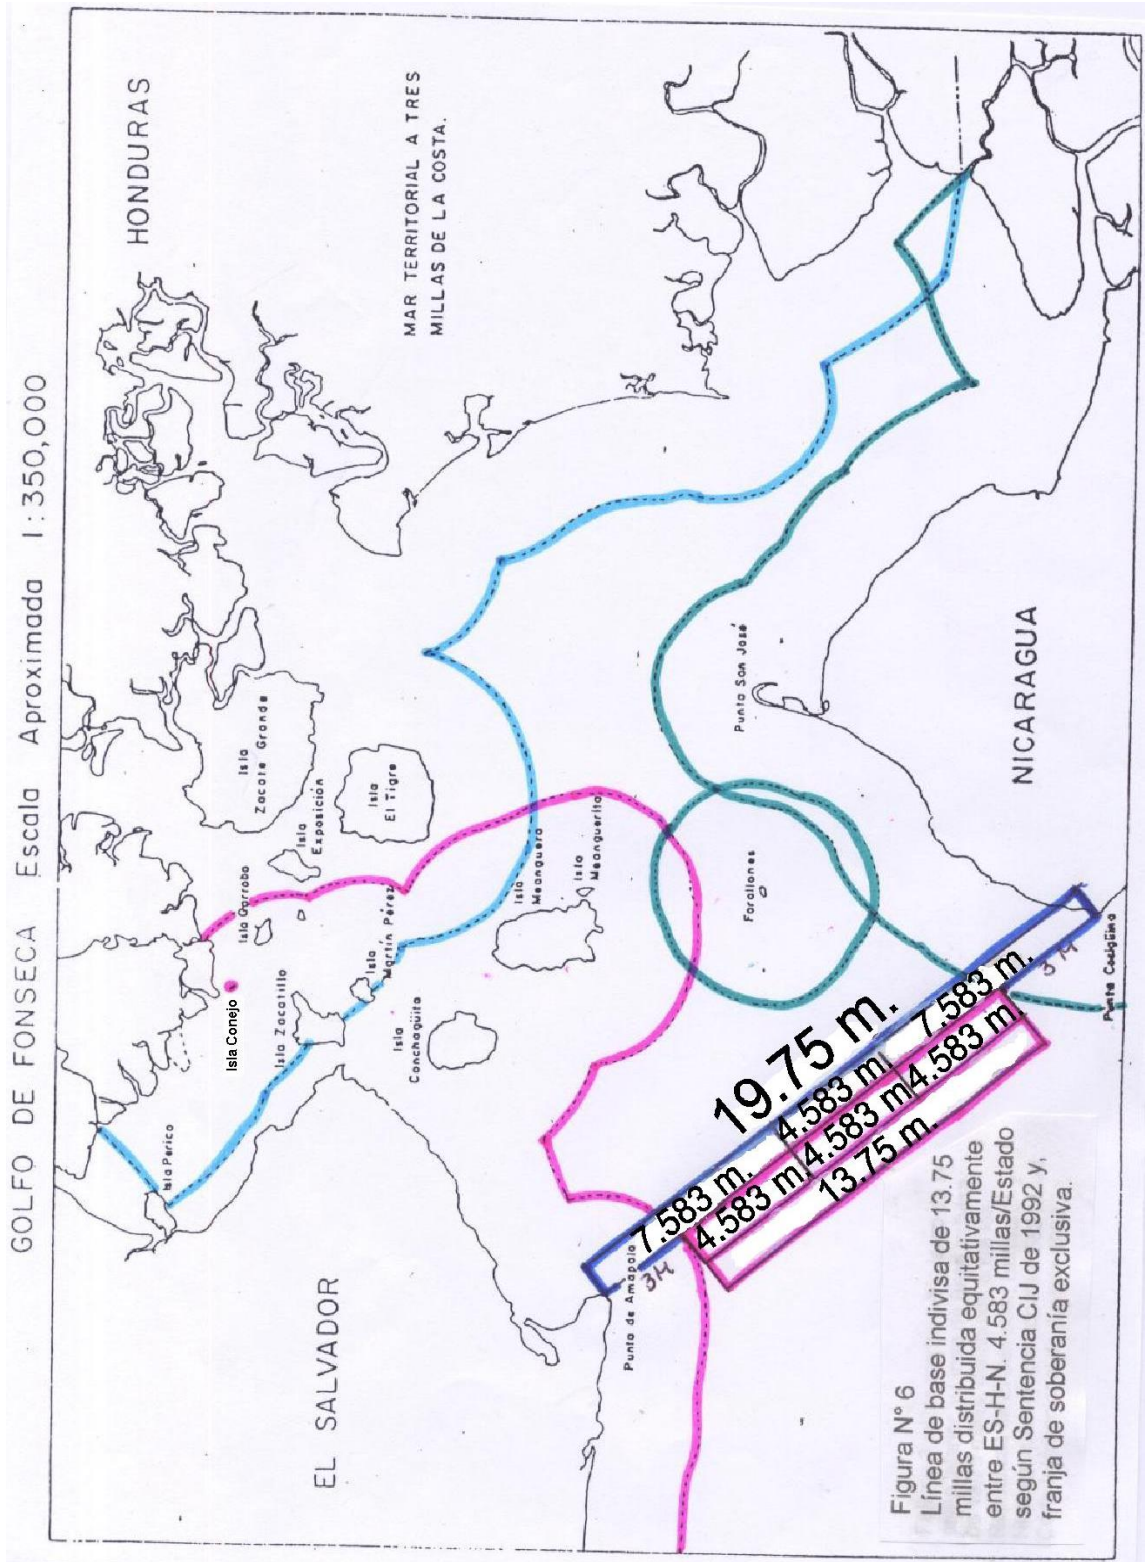 GOLFO DE FONSECA Escala Aproximada 1:350,000
HONDURAS
MAR TERRITORIAL A TRES
MILLAS DE LA COSTA.
Isla
Zacate Grande
Isla
Exposición
Isla
El Tigre
Isla Garrobo
Isla Conejo
Isla Zacatillo
Isla
Martín Pérez
Isla Perico
Isla
Conchaguita
Isla
Meanguera
Isla
Meanguerita
Farallones
Punta San José
NICARAGUA
EL SALVADOR
Punta de Amapala
Punta Cosigüina
3M
3M
19.75 m.
7.583 m.
4.583 m
7.583 m.
4.583 m.
4.583 m
4.583 m.
13.75 m.
Figura N° 6
Línea de base indivisa de 13.75
millas distribuida equitativamente
entre ES-H-N. 4.583 millas/Estado
según Sentencia CIJ de 1992 y,
franja de soberanía exclusiva.